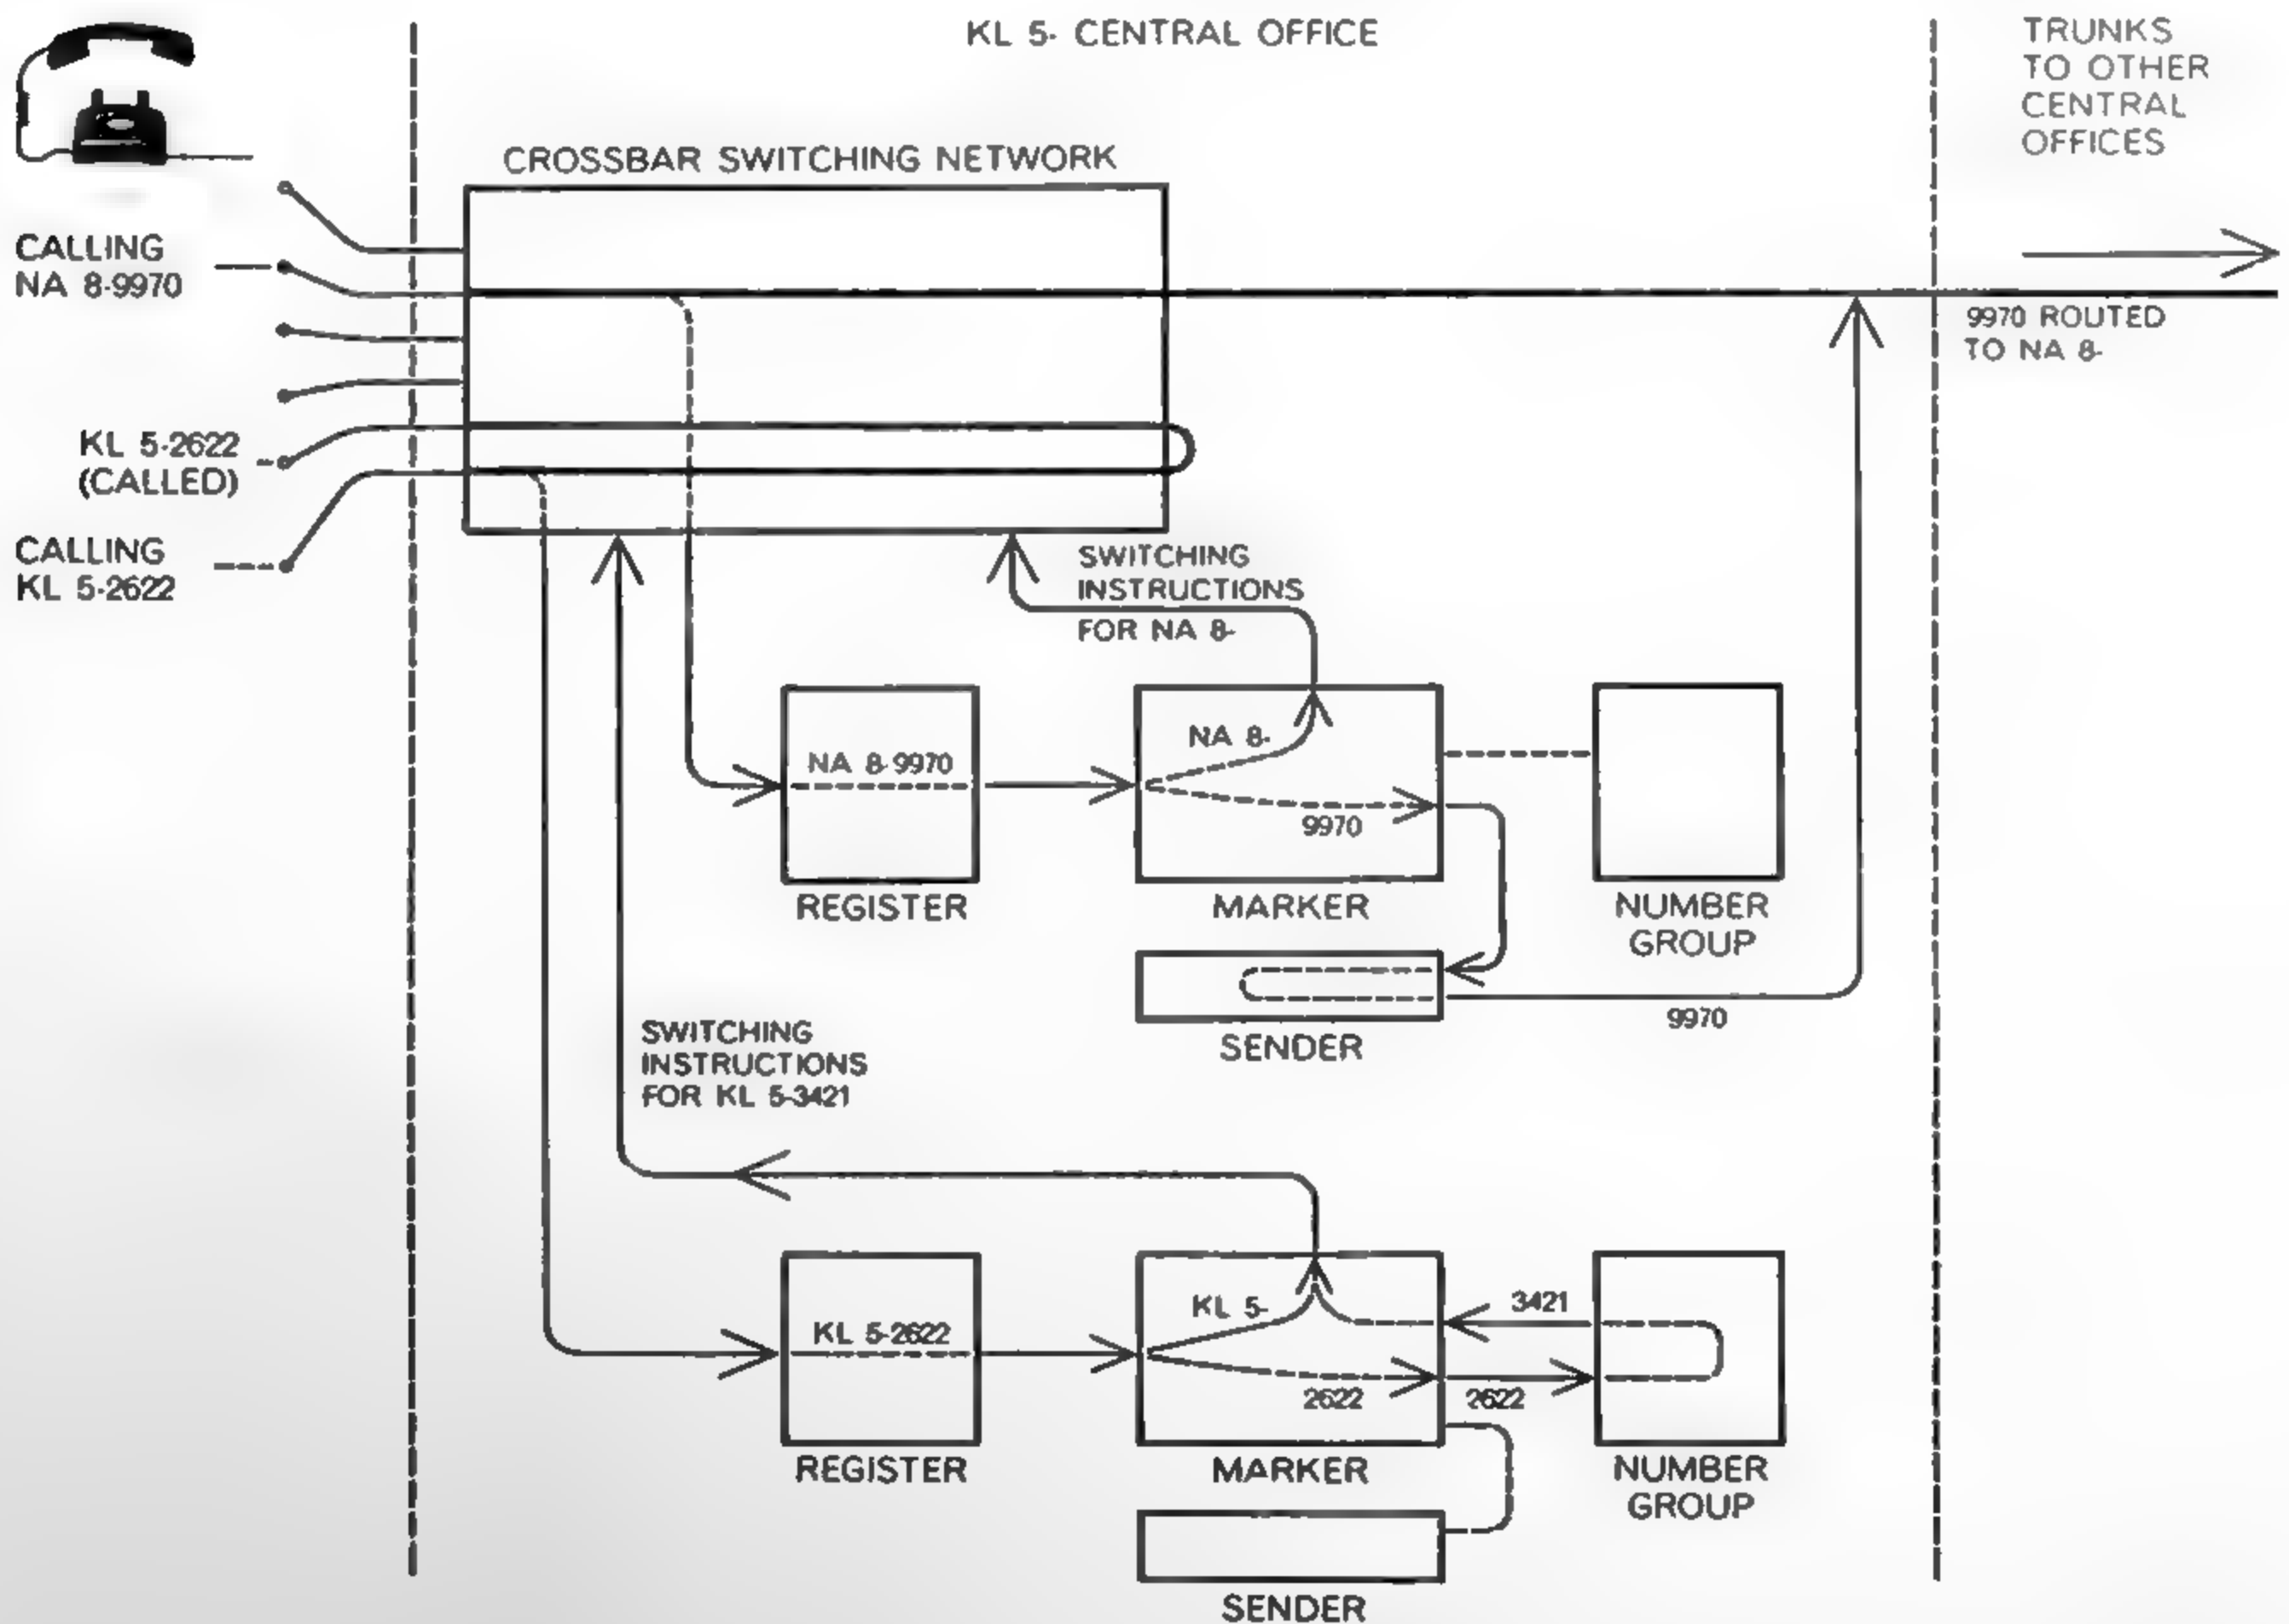 KL 5- CENTRAL OFFICE
TRUNKS
TO OTHER
CENTRAL
OFFICES
CROSSBAR SWITCHING NETWORK
CALLING
NA 8-9970
9970 ROUTED
TO NA 8-
KL 5-2622
(CALLED)
CALLING
KL 5-2622
SWITCHING
INSTRUCTIONS
FOR NA 8-
NA 8-9970
REGISTER
NA 8-
9970
MARKER
NUMBER
GROUP
SENDER
9970
SWITCHING
INSTRUCTIONS
FOR KL 5-3421
KL 5-2622
REGISTER
KL 5-
2622
MARKER
3421
2622
NUMBER
GROUP
SENDER